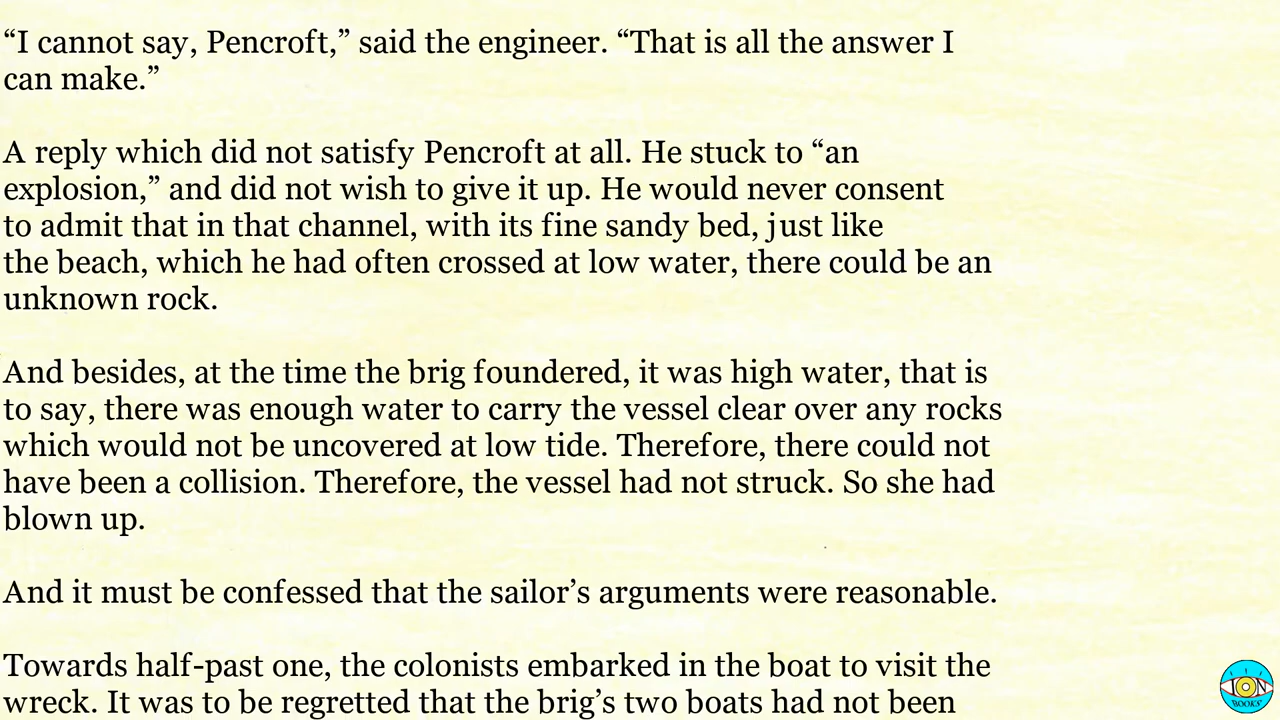 “I cannot say, Pencroft,” said the engineer. “That is all the answer I
can make.”
A reply which did not satisfy Pencroft at all. He stuck to “an
explosion,” and did not wish to give it up. He would never consent
to admit that in that channel, with its fine sandy bed, just like
the beach, which he had often crossed at low water, there could be an
unknown rock.
And besides, at the time the brig foundered, it was high water, that is
to say, there was enough water to carry the vessel clear over any rocks
which would not be uncovered at low tide. Therefore, there could not
have been a collision. Therefore, the vessel had not struck. So she had
blown up.
And it must be confessed that the sailor’s arguments were reasonable.
Towards half-past one, the colonists embarked in the boat to visit the
wreck. It was to be regretted that the brig’s two boats had not been
ION
BOOKS